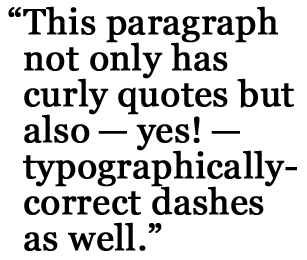 “This paragraph
not only has
curly quotes but
also — yes! —
typographically-
correct dashes
as well.”